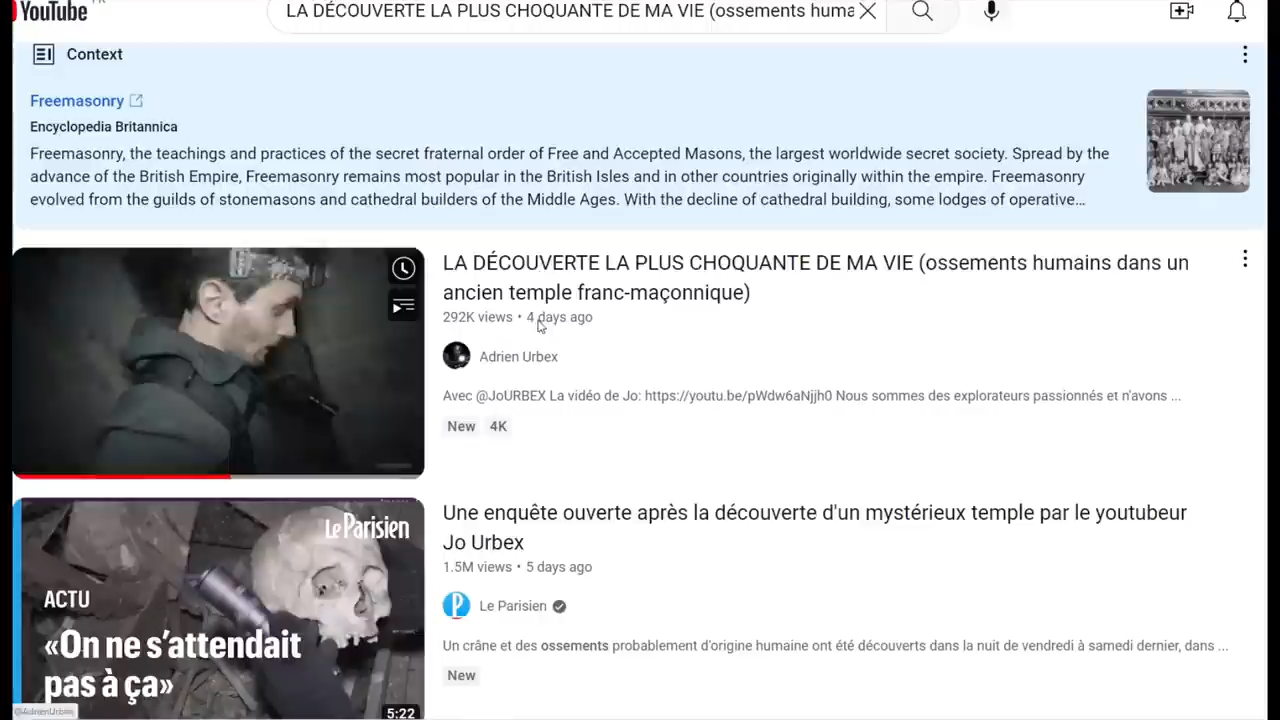 YouTube FR
LA DÉCOUVERTE LA PLUS CHOQUANTE DE MA VIE (ossements huma
Context
Freemasonry
Encyclopedia Britannica
Freemasonry, the teachings and practices of the secret fraternal order of Free and Accepted Masons, the largest worldwide secret society. Spread by the
advance of the British Empire, Freemasonry remains most popular in the British Isles and in other countries originally within the empire. Freemasonry
evolved from the guilds of stonemasons and cathedral builders of the Middle Ages. With the decline of cathedral building, some lodges of operative…
LA DÉCOUVERTE LA PLUS CHOQUANTE DE MA VIE (ossements humains dans un
ancien temple franc-maçonnique)
292K views • 4 days ago
Adrien Urbex
Avec @JoURBEX La vidéo de Jo: https://youtu.be/pWdw6aNjjh0 Nous sommes des explorateurs passionnés et n'avons ...
New 4K
Le Parisien
ACTU
«On ne s'attendait
pas à ça»
5:22
Une enquête ouverte après la découverte d'un mystérieux temple par le youtubeur
Jo Urbex
1.5M views • 5 days ago
Le Parisien
Un crâne et des ossements probablement d'origine humaine ont été découverts dans la nuit de vendredi à samedi dernier, dans ...
New
@AdrienUrbex